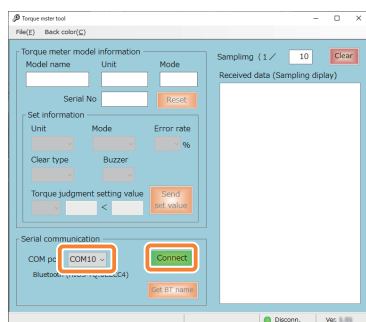 Torque mster tool
File(F) Back color(C)
Torque meter model information
Model name Unit Mode
Serial No Reset
Set information
Unit Mode Error rate
%
Clear type Buzzer
Torque judgment setting value
<
Send
set value
Serial communication
COM po COM10 Connect
Bluetooth
Get BT name
Samplimg ( 1 ／ 10 Clear
Received data (Sampling diplay)
Disconn. Ver.